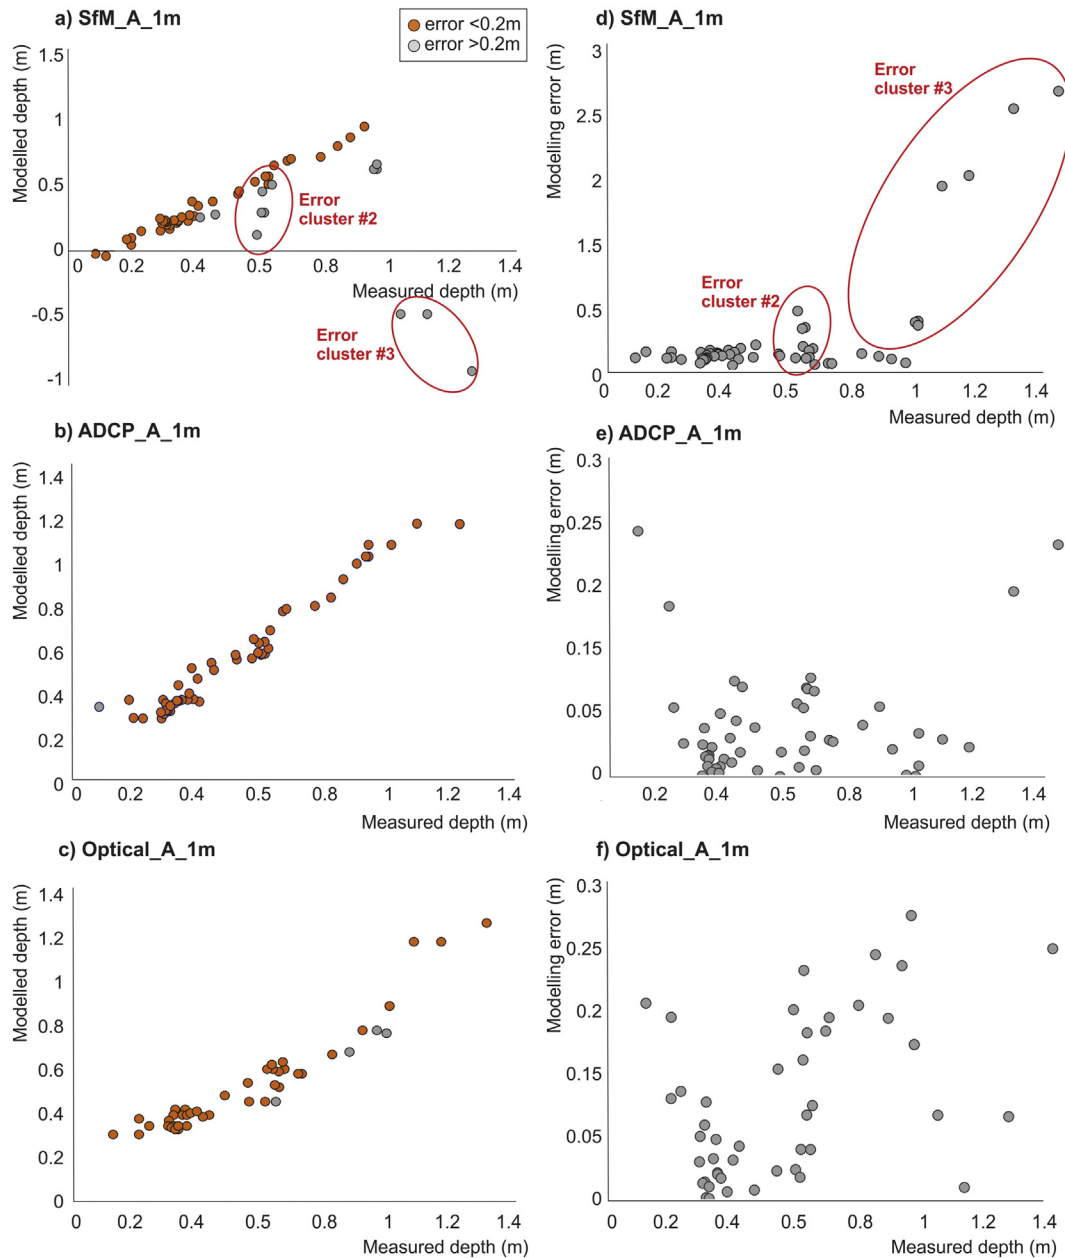 a) SfM_A_1m
error <0.2m
error >0.2m
Modelled depth (m)
1.5
1
0.5
0
-0.5
-1
0
0.2
0.4
0.5
0.8
1
1.2
1.4
Measured depth (m)
Error
cluster #2
Error
cluster #3
d) SfM_A_1m
Modelling error (m)
3
2.5
2
1.5
0.5
0
0.2
0.4
0.5
0.8
1
1.2
1.4
Measured depth (m)
Error
cluster #3
Error
cluster #2
b) ADCP_A_1m
Modelled depth (m)
1.4
1.2
1
0.8
0.6
0.4
0.2
0
0.2
0.4
0.5
0.8
1
1.2
1.4
Measured depth (m)
e) ADCP_A_1m
Modelling error (m)
0.3
0.25
0.2
0.15
0.05
0
0.2
0.4
0.5
0.8
1
1.2
1.4
Measured depth (m)
c) Optical_A_1m
Modelled depth (m)
1.4
1.2
1
0.8
0.6
0.4
0.2
0
0.2
0.4
0.5
0.8
1
1.2
1.4
Measured depth (m)
f) Optical_A_1m
Modelling error (m)
0.3
0.25
0.2
0.15
0.05
0
0.2
0.4
0.5
0.8
1
1.2
1.4
Measured depth (m)